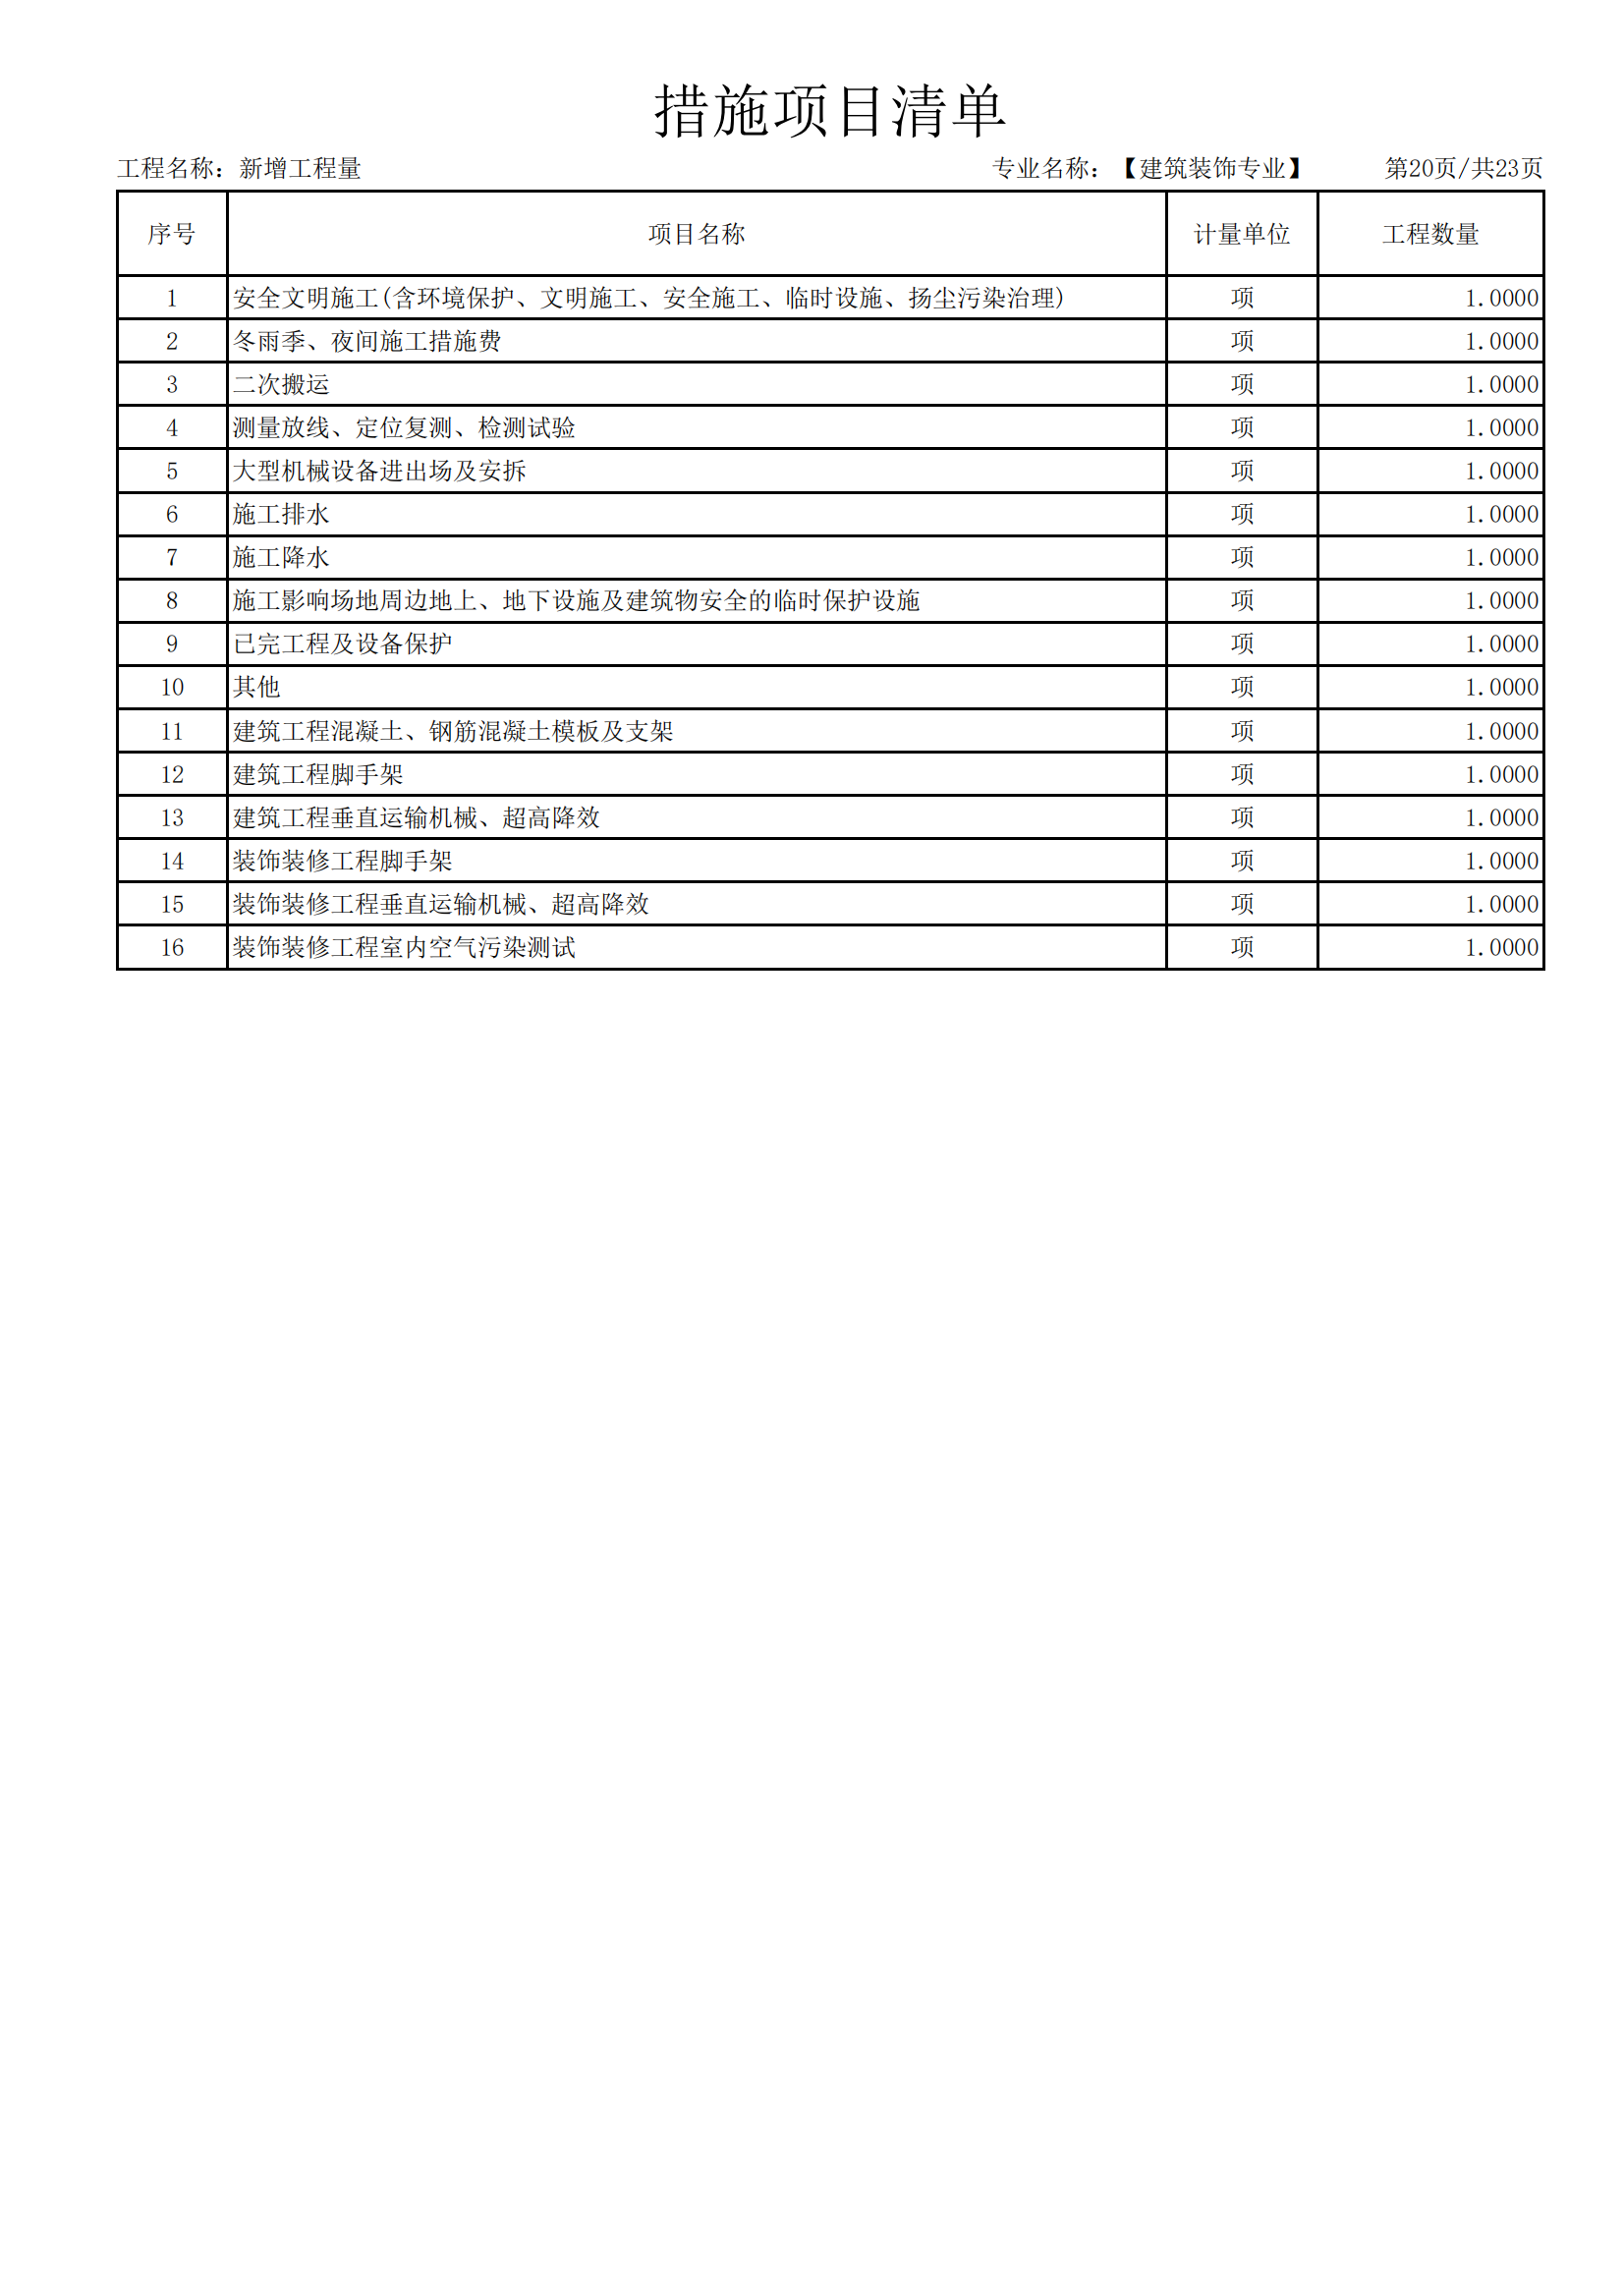 措施项目清单
工程名称：新增工程量 专业名称：【建筑装饰专业】 第20页/共23页
序号 项目名称 计量单位 工程数量
1 安全文明施工(含环境保护、文明施工、安全施工、临时设施、扬尘污染治理) 项 1.0000
2 冬雨季、夜间施工措施费 项 1.0000
3 二次搬运 项 1.0000
4 测量放线、定位复测、检测试验 项 1.0000
5 大型机械设备进出场及安拆 项 1.0000
6 施工排水 项 1.0000
7 施工降水 项 1.0000
8 施工影响场地周边地上、地下设施及建筑物安全的临时保护设施 项 1.0000
9 已完工程及设备保护 项 1.0000
10 其他 项 1.0000
11 建筑工程混凝土、钢筋混凝土模板及支架 项 1.0000
12 建筑工程脚手架 项 1.0000
13 建筑工程垂直运输机械、超高降效 项 1.0000
14 装饰装修工程脚手架 项 1.0000
15 装饰装修工程垂直运输机械、超高降效 项 1.0000
16 装饰装修工程室内空气污染测试 项 1.0000